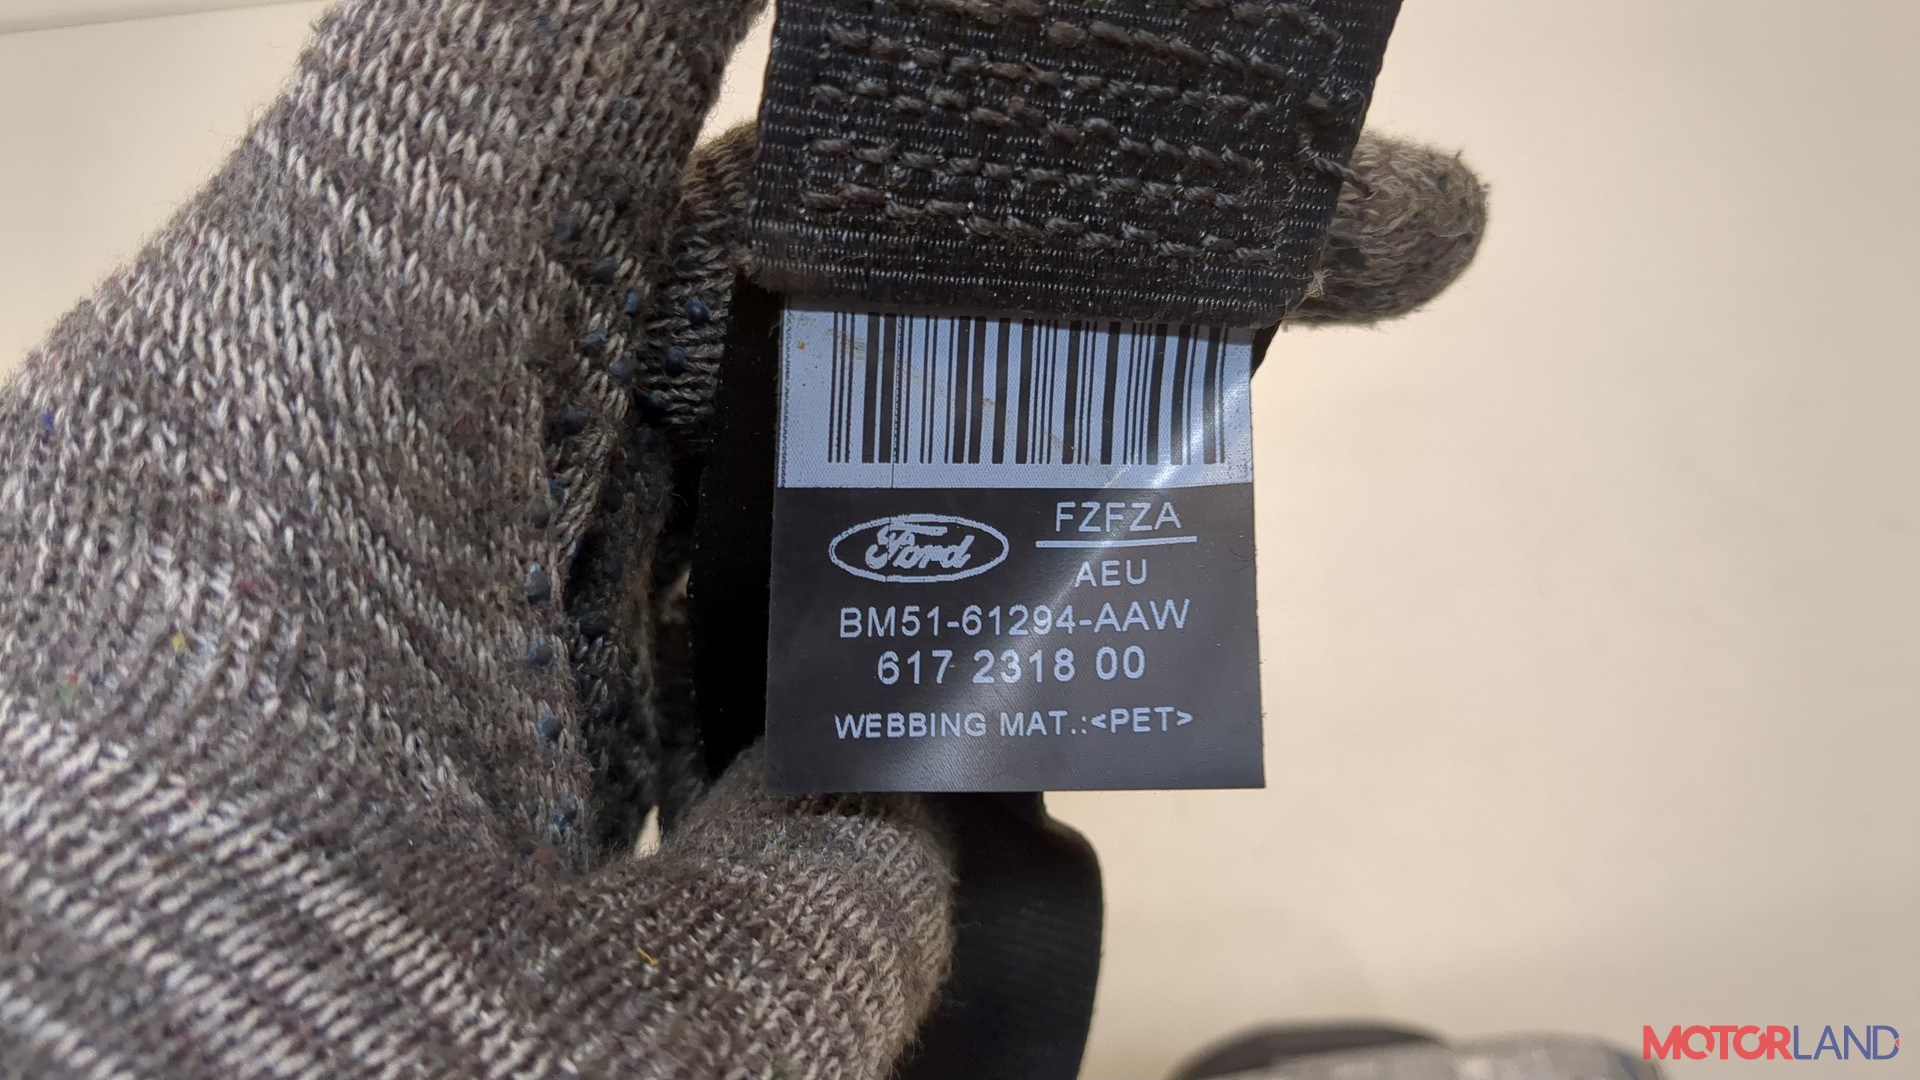 Ford
FZFZA
AEU
BM51-61294-AAW
617 2318 00
WEBBING MAT.:<PET>
MOTORLAND